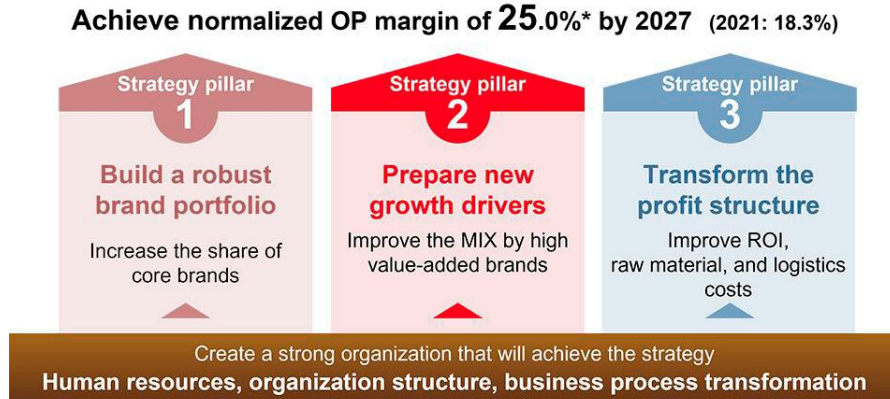 Achieve normalized OP margin of 25.0%* by 2027 (2021: 18.3%)
Strategy pillar
1
Build a robust
brand portfolio
Increase the share of
core brands
Strategy pillar
2
Prepare new
growth drivers
Improve the MIX by high
value-added brands
Strategy pillar
3
Transform the
profit structure
Improve ROI,
raw material, and logistics
costs
Create a strong organization that will achieve the strategy
Human resources, organization structure, business process transformation